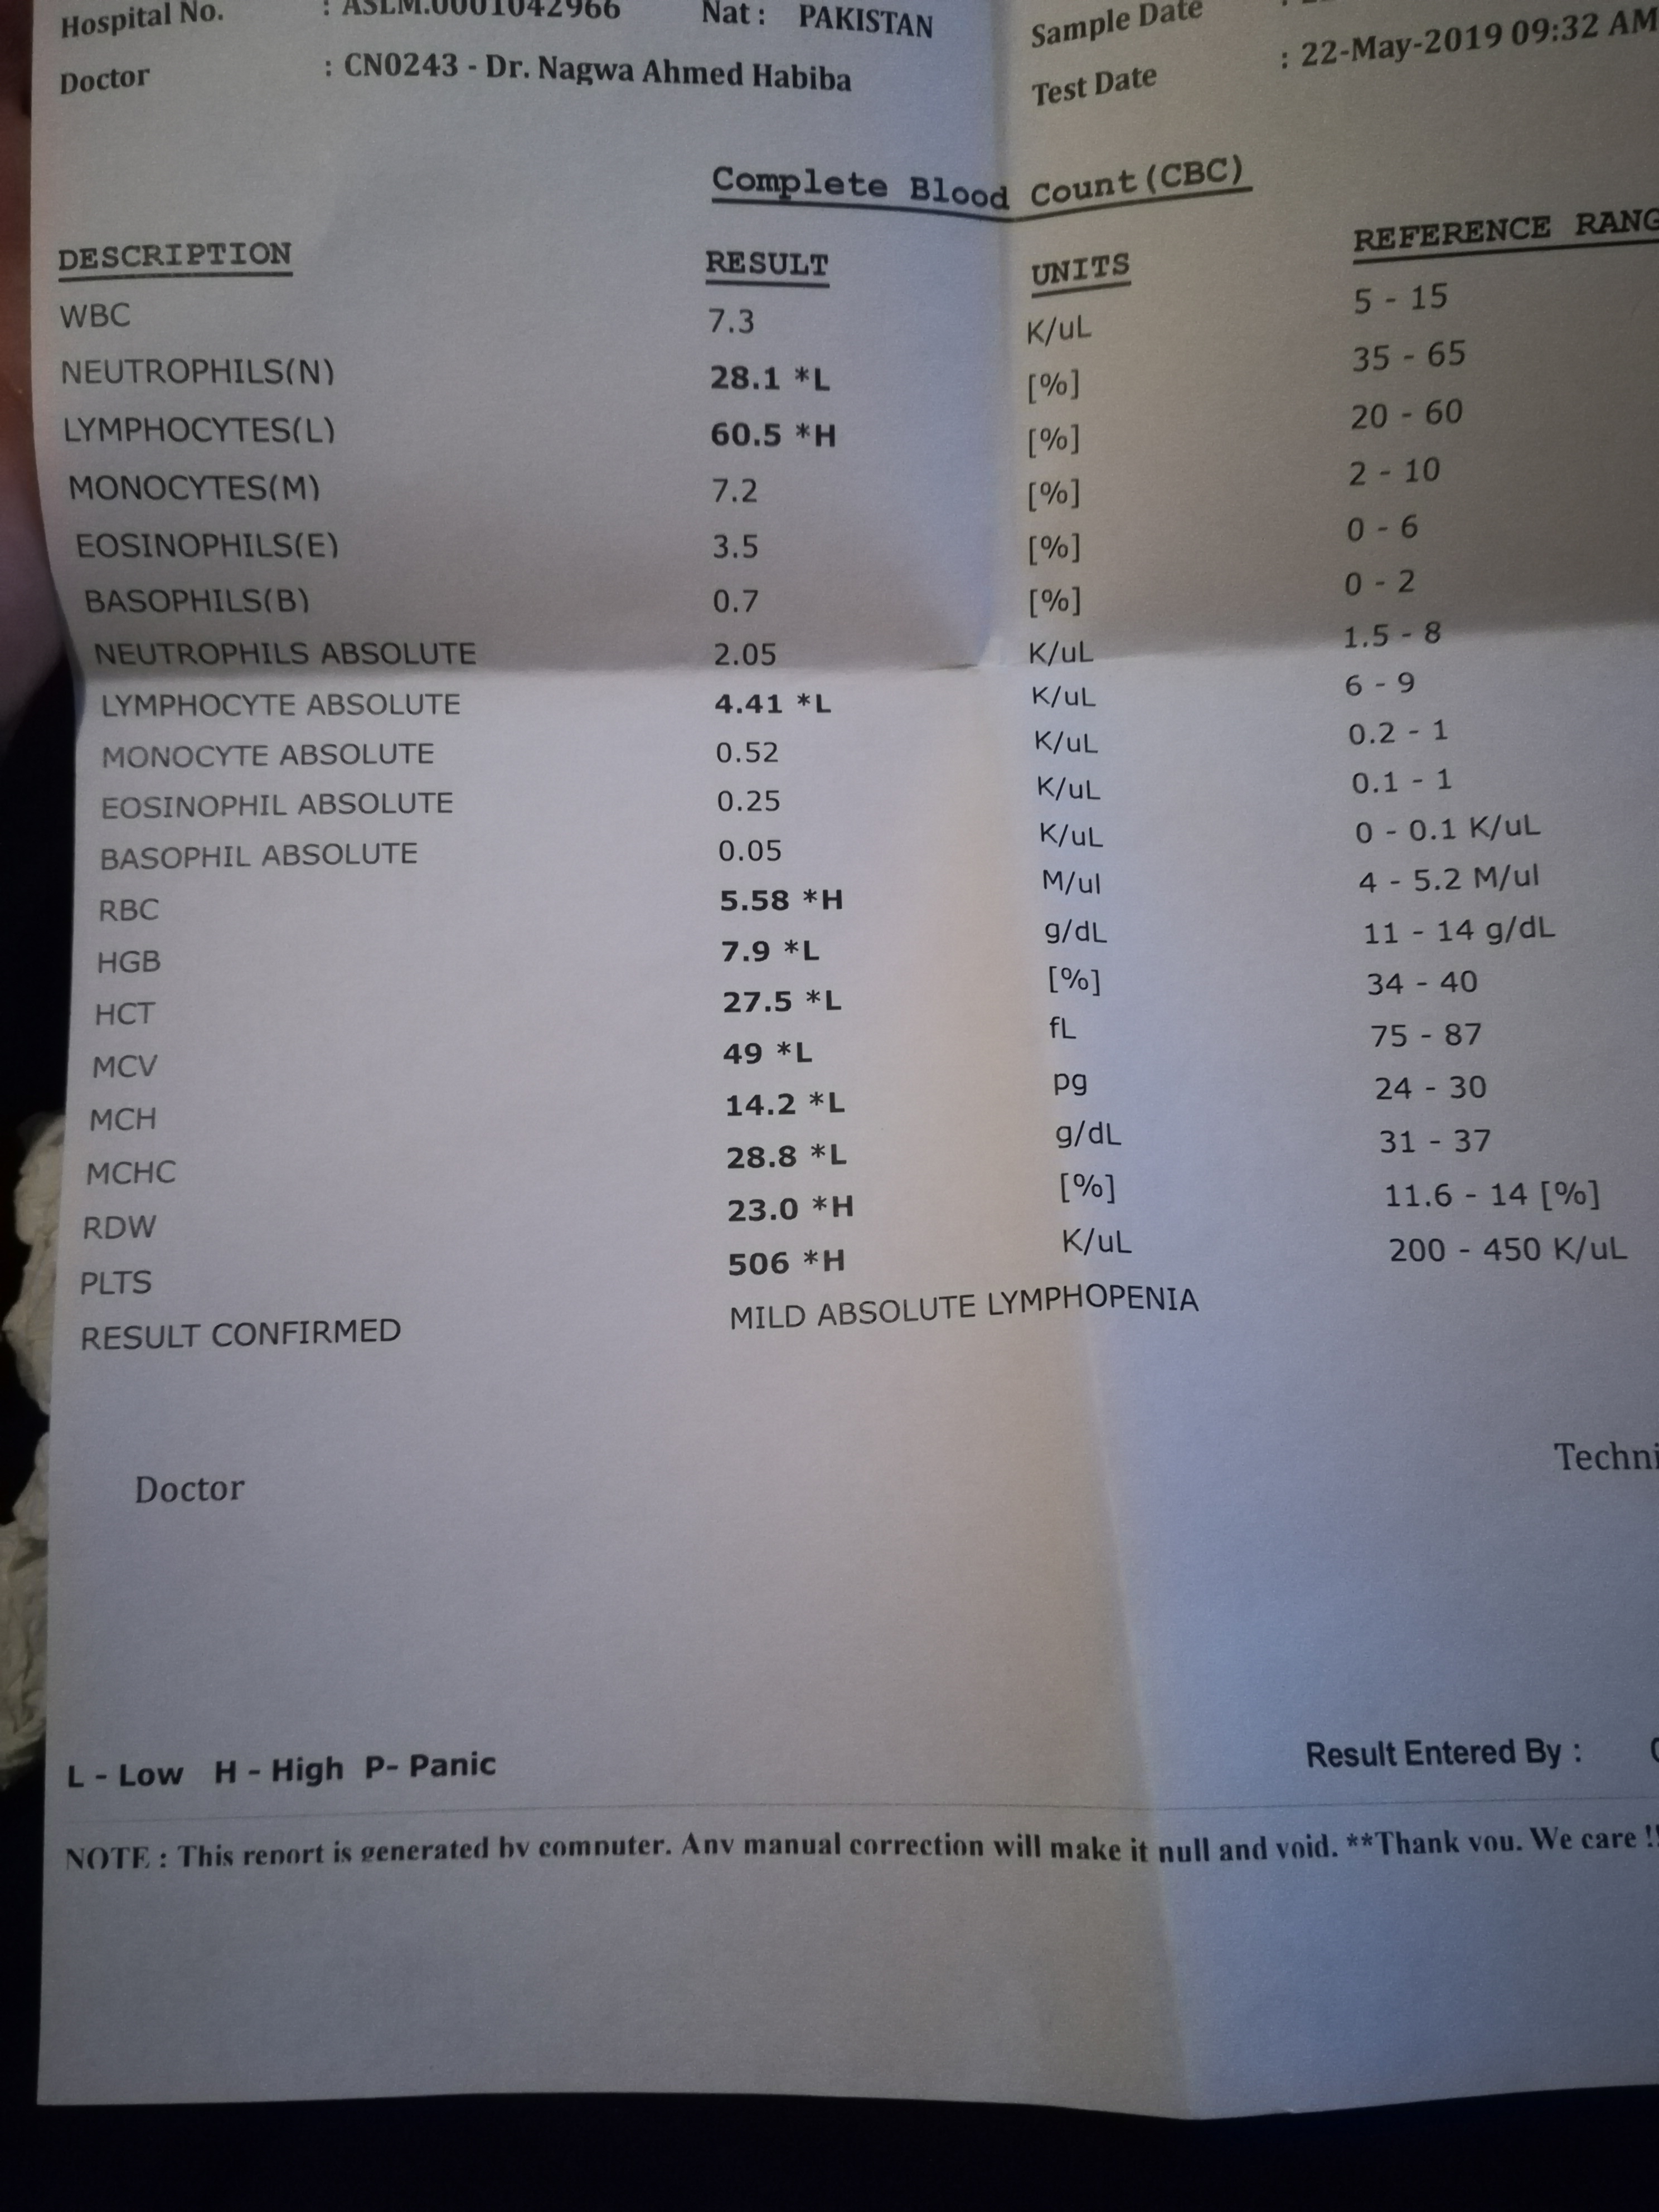 Hospital No. : ASLM.0001042966 Nat : PAKISTAN Sample Date :
Doctor : CN0243 - Dr. Nagwa Ahmed Habiba Test Date : 22-May-2019 09:32 AM
Complete Blood Count(CBC)
DESCRIPTION RESULT UNITS REFERENCE RANG
WBC 7.3 K/uL 5 - 15
NEUTROPHILS(N) 28.1 *L [%] 35 - 65
LYMPHOCYTES(L) 60.5 *H [%] 20 - 60
MONOCYTES(M) 7.2 [%] 2 - 10
EOSINOPHILS(E) 3.5 [%] 0 - 6
BASOPHILS(B) 0.7 [%] 0 - 2
NEUTROPHILS ABSOLUTE 2.05 K/uL 1.5 - 8
LYMPHOCYTE ABSOLUTE 4.41 *L K/uL 6 - 9
MONOCYTE ABSOLUTE 0.52 K/uL 0.2 - 1
EOSINOPHIL ABSOLUTE 0.25 K/uL 0.1 - 1
BASOPHIL ABSOLUTE 0.05 K/uL 0 - 0.1 K/uL
RBC 5.58 *H M/ul 4 - 5.2 M/ul
HGB 7.9 *L g/dL 11 - 14 g/dL
HCT 27.5 *L [%] 34 - 40
MCV 49 *L fL 75 - 87
MCH 14.2 *L pg 24 - 30
MCHC 28.8 *L g/dL 31 - 37
RDW 23.0 *H [%] 11.6 - 14 [%]
PLTS 506 *H K/uL 200 - 450 K/uL
RESULT CONFIRMED MILD ABSOLUTE LYMPHOPENIA
Doctor Techni
L - Low H - High P- Panic Result Entered By :
NOTE : This report is generated by computer. Any manual correction will make it null and void. **Thank you. We care !!